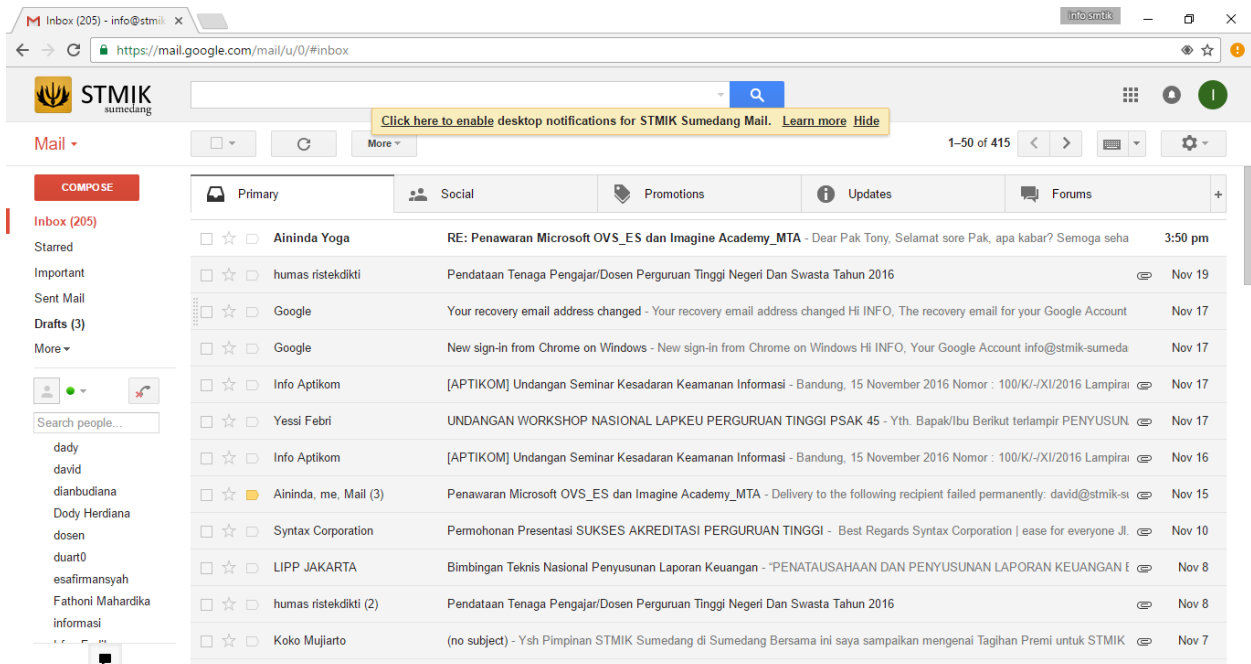 Inbox (205) - info@stmik
info smtik
https://mail.google.com/mail/u/0/#inbox
STMIK
sumedang
Click here to enable desktop notifications for STMIK Sumedang Mail. Learn more Hide
I
Mail
More
1–50 of 415
COMPOSE
Inbox (205)
Starred
Important
Sent Mail
Drafts (3)
More
Search people...
dady
david
dianbudiana
Dody Herdiana
dosen
duart0
esafirmansyah
Fathoni Mahardika
informasi
Primary Social Promotions Updates Forums +
Aininda Yoga RE: Penawaran Microsoft OVS_ES dan Imagine Academy_MTA - Dear Pak Tony, Selamat sore Pak, apa kabar? Semoga seha 3:50 pm
humas ristekdikti Pendataan Tenaga Pengajar/Dosen Perguruan Tinggi Negeri Dan Swasta Tahun 2016 Nov 19
Google Your recovery email address changed - Your recovery email address changed Hi INFO, The recovery email for your Google Account Nov 17
Google New sign-in from Chrome on Windows - New sign-in from Chrome on Windows Hi INFO, Your Google Account info@stmik-sumeda Nov 17
Info Aptikom [APTIKOM] Undangan Seminar Kesadaran Keamanan Informasi - Bandung, 15 November 2016 Nomor : 100/K/-/XI/2016 Lampira Nov 17
Yessi Febri UNDANGAN WORKSHOP NASIONAL LAPKEU PERGURUAN TINGGI PSAK 45 - Yth. Bapak/Ibu Berikut terlampir PENYUSUN Nov 17
Info Aptikom [APTIKOM] Undangan Seminar Kesadaran Keamanan Informasi - Bandung, 15 November 2016 Nomor : 100/K/-/XI/2016 Lampira Nov 16
Aininda, me, Mail (3) Penawaran Microsoft OVS_ES dan Imagine Academy_MTA - Delivery to the following recipient failed permanently: david@stmik-su Nov 15
Syntax Corporation Permohonan Presentasi SUKSES AKREDITASI PERGURUAN TINGGI - Best Regards Syntax Corporation | ease for everyone Jl. Nov 10
LIPP JAKARTA Bimbingan Teknis Nasional Penyusunan Laporan Keuangan - "PENATAUSAHAAN DAN PENYUSUNAN LAPORAN KEUANGAN Nov 8
humas ristekdikti (2) Pendataan Tenaga Pengajar/Dosen Perguruan Tinggi Negeri Dan Swasta Tahun 2016 Nov 8
Koko Mujiarto (no subject) - Ysh Pimpinan STMIK Sumedang di Sumedang Bersama ini saya sampaikan mengenai Tagihan Premi untuk STMIK Nov 7